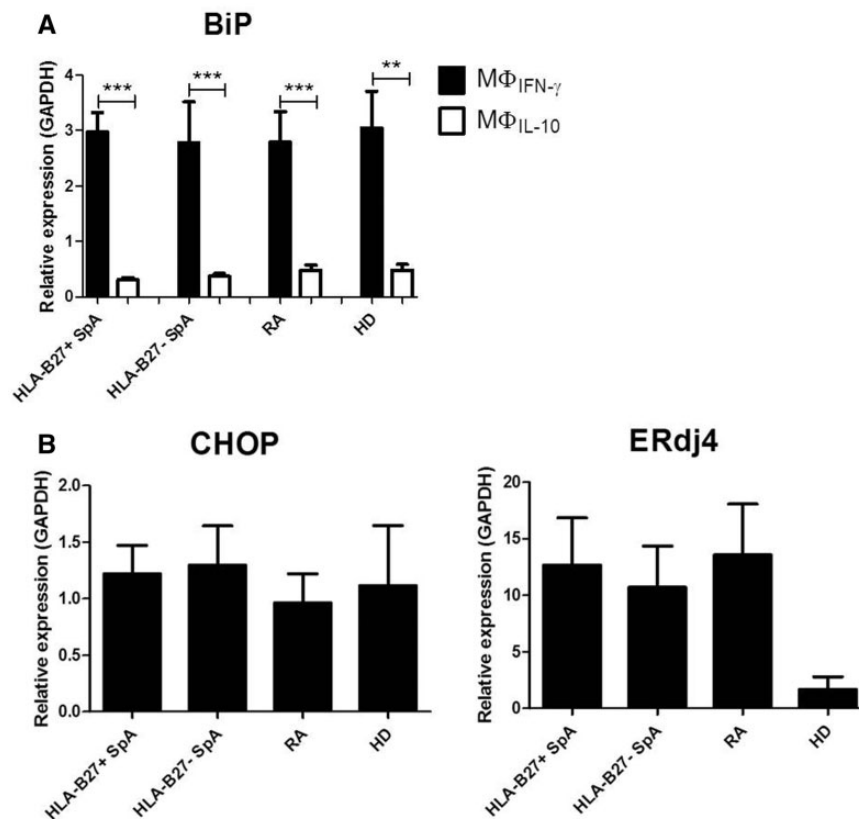 A
BiP
Relative expression (GAPDH)
4
3
2
1
0
***
***
***
**
MΦIFN-γ
MΦIL-10
HLA-B27+ SpA
HLA-B27- SpA
RA
HD
B
CHOP
Relative expression (GAPDH)
2.0
1.5
1.0
0.5
0.0
HLA-B27+ SpA
HLA-B27- SpA
RA
HD
ERdj4
Relative expression (GAPDH)
20
15
10
5
0
HLA-B27+ SpA
HLA-B27- SpA
RA
HD